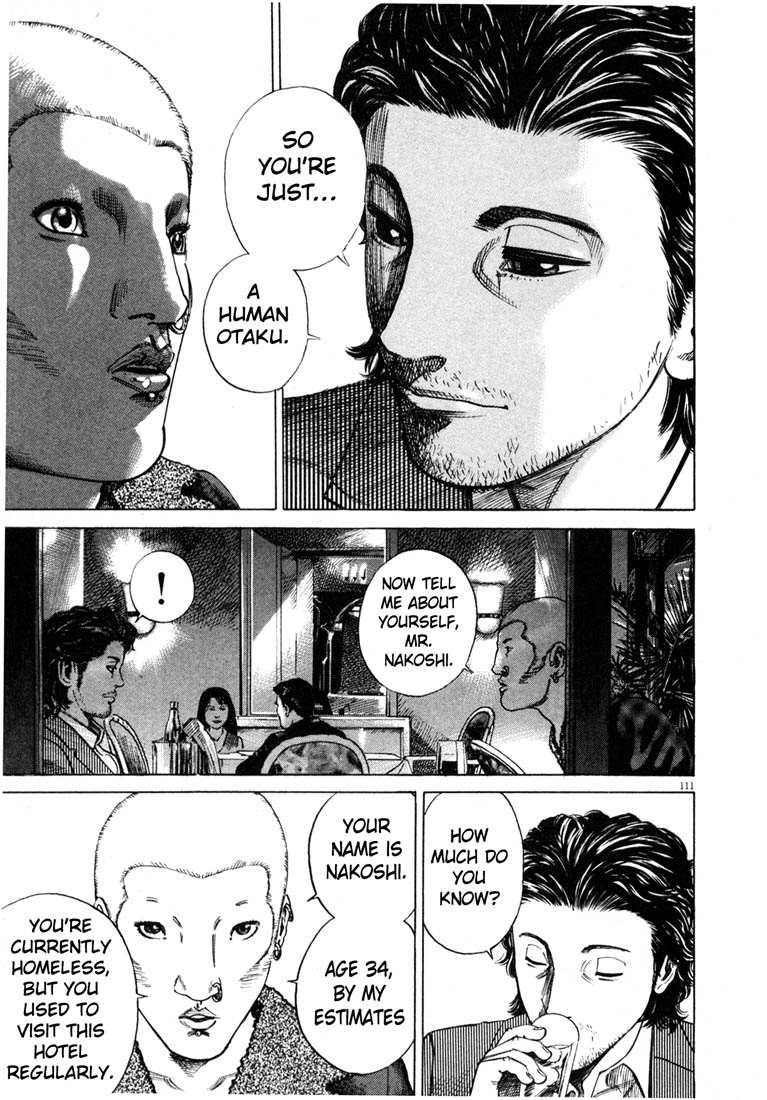 SO
YOU'RE
JUST...
A
HUMAN
OTAKU.
!
NOW TELL
ME ABOUT
YOURSELF,
MR.
NAKOSHI.
111
HOW
MUCH DO
YOU
KNOW?
YOUR
NAME IS
NAKOSHI.
AGE 34,
BY MY
ESTIMATES
YOU'RE
CURRENTLY
HOMELESS,
BUT YOU
USED TO
VISIT THIS
HOTEL
REGULARLY.